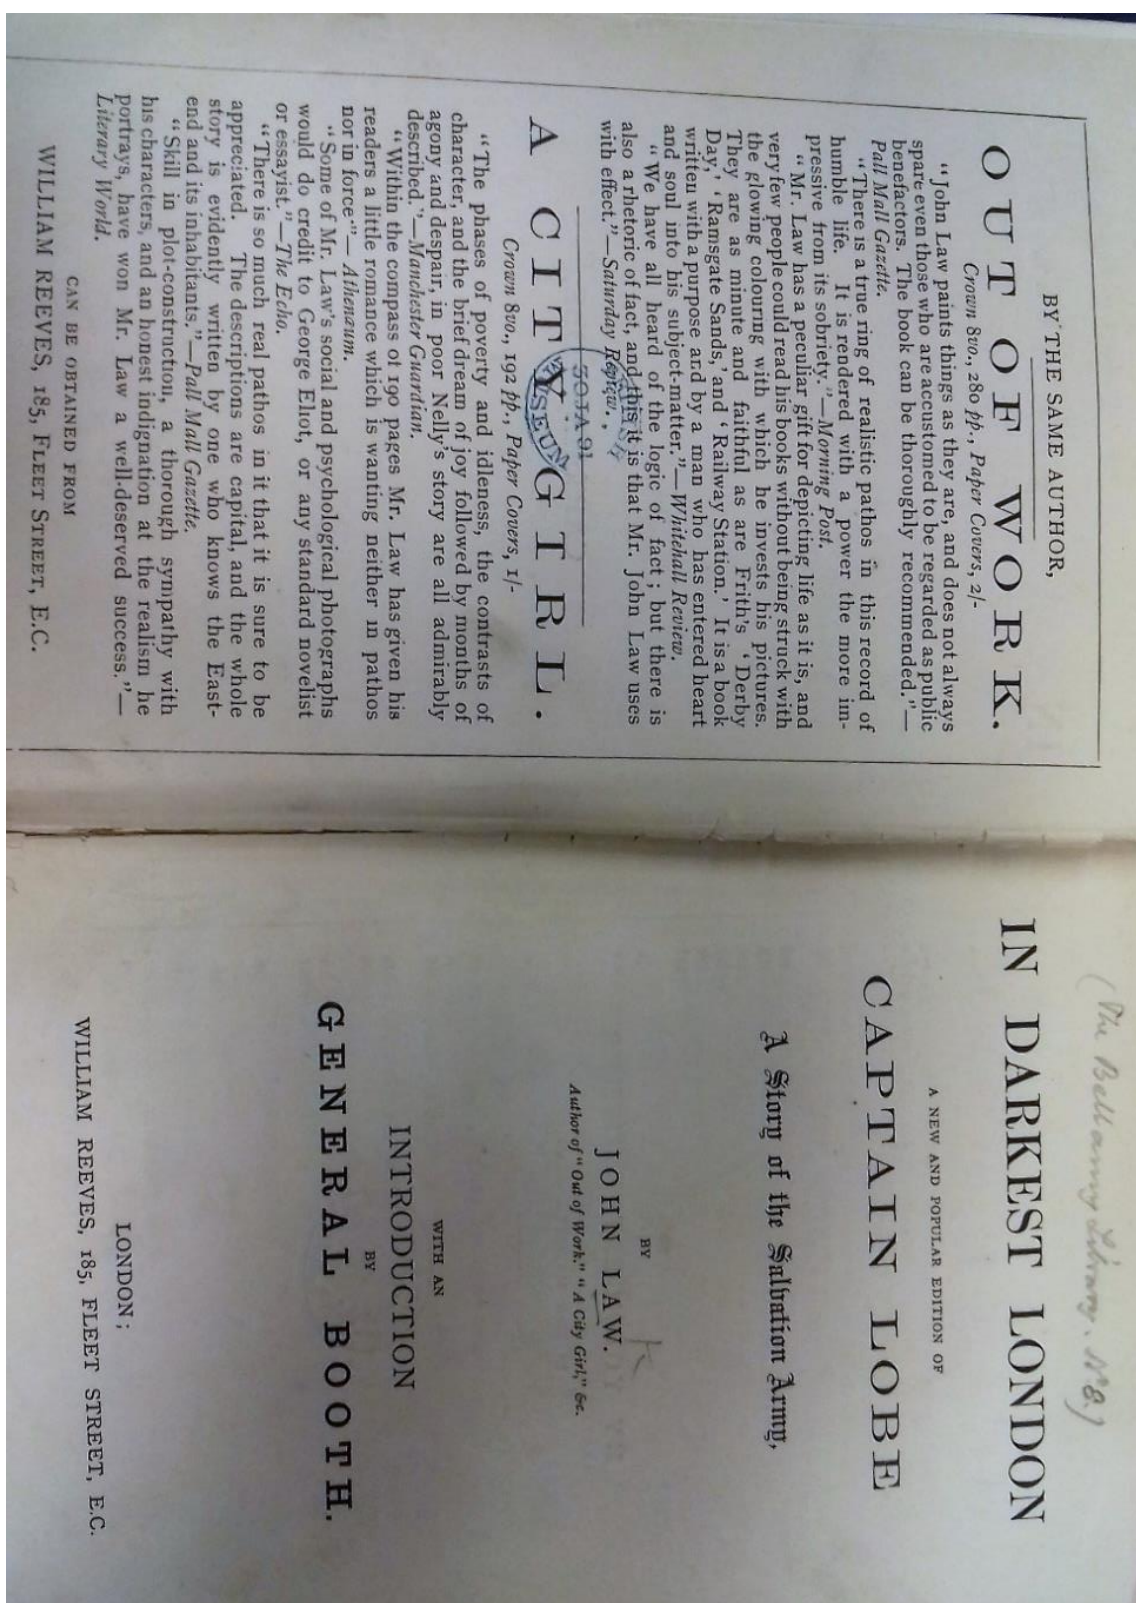 BY THE SAME AUTHOR,
OUT OF WORK.
Crown 8vo., 280 pp., Paper Covers, 2/-
"John Law paints things as they are, and does not always
spare even those who are accustomed to be regarded as public
benefactors. The book can be thoroughly recommended."—
Pall Mall Gazette.
"There is a true ring of realistic pathos in this record of
humble life. It is rendered with a power the more im-
pressive from its sobriety."—Morning Post.
"Mr. Law has a peculiar gift for depicting life as it is, and
very few people could read his books without being struck with
the glowing colouring with which he invests his pictures.
They are as minute and faithful as are Frith's 'Derby
Day,' 'Ramsgate Sands,' and 'Railway Station.' It is a book
written with a purpose and by a man who has entered heart
and soul into his subject-matter."—Whitehall Review.
"We have all heard of the logic of fact; but there is
also a rhetoric of fact, and this it is that Mr. John Law uses
with effect."—Saturday Review.
30JA91
A CITY GIRL.
Crown 8vo., 192 pp., Paper Covers, 1/-
"The phases of poverty and idleness, the contrasts of
character, and the brief dream of joy followed by months of
agony and despair, in poor Nelly's story are all admirably
described."—Manchester Guardian.
"Within the compass of 190 pages Mr. Law has given his
readers a little romance which is wanting neither in pathos
nor in force"—Athenæum.
"Some of Mr. Law's social and psychological photographs
would do credit to George Eliot, or any standard novelist
or essayist."—The Echo.
"There is so much real pathos in it that it is sure to be
appreciated. The descriptions are capital, and the whole
story is evidently written by one who knows the East-
end and its inhabitants."—Pall Mall Gazette.
"Skill in plot-construction, a thorough sympathy with
his characters, and an honest indignation at the realism he
portrays, have won Mr. Law a well-deserved success."—
Literary World.
CAN BE OBTAINED FROM
WILLIAM REEVES, 185, FLEET STREET, E.C.
(The Bellamy Library. No 8.)
IN DARKEST LONDON
A NEW AND POPULAR EDITION OF
CAPTAIN LOBE
A Story of the Salvation Army,
BY
JOHN LAW.
Author of "Out of Work." "A City Girl," &c.
WITH AN
INTRODUCTION
BY
GENERAL BOOTH.
LONDON;
WILLIAM REEVES, 185, FLEET STREET, E.C.